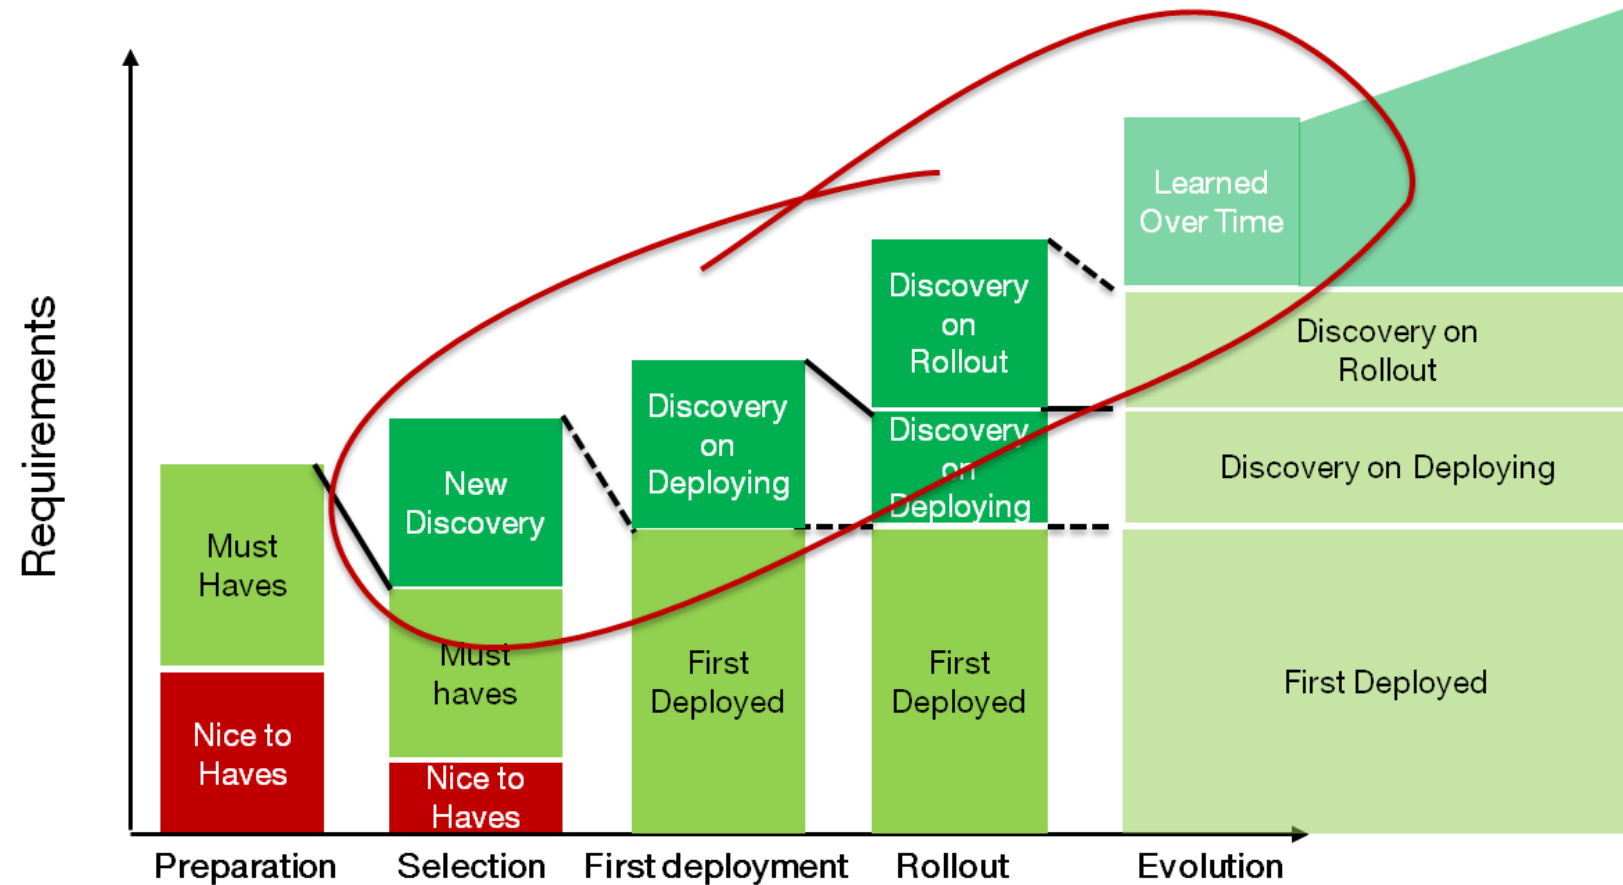 Requirements
Must
Haves
Nice to
Haves
New
Discovery
Must
haves
Nice to
Haves
Discovery
on
Deploying
First
Deployed
Discovery
on
Rollout
Discovery
on
Deploying
First
Deployed
Learned
Over Time
Discovery on
Rollout
Discovery on Deploying
First Deployed
Preparation
Selection
First deployment
Rollout
Evolution